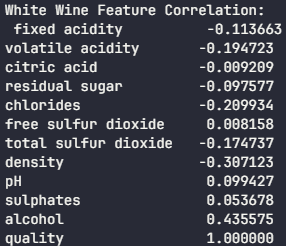 White Wine Feature Correlation:
fixed acidity -0.113663
volatile acidity -0.194723
citric acid -0.009209
residual sugar -0.097577
chlorides -0.209934
free sulfur dioxide 0.008158
total sulfur dioxide -0.174737
density -0.307123
pH 0.099427
sulphates 0.053678
alcohol 0.435575
quality 1.000000